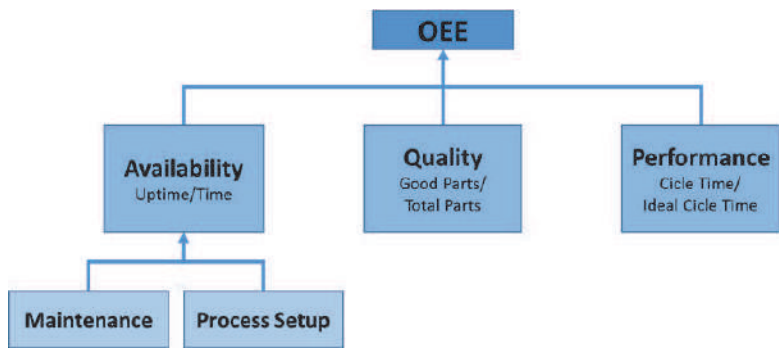 OEE
Availability
Uptime/Time
Quality
Good Parts/
Total Parts
Performance
Cicle Time/
Ideal Cicle Time
Maintenance
Process Setup